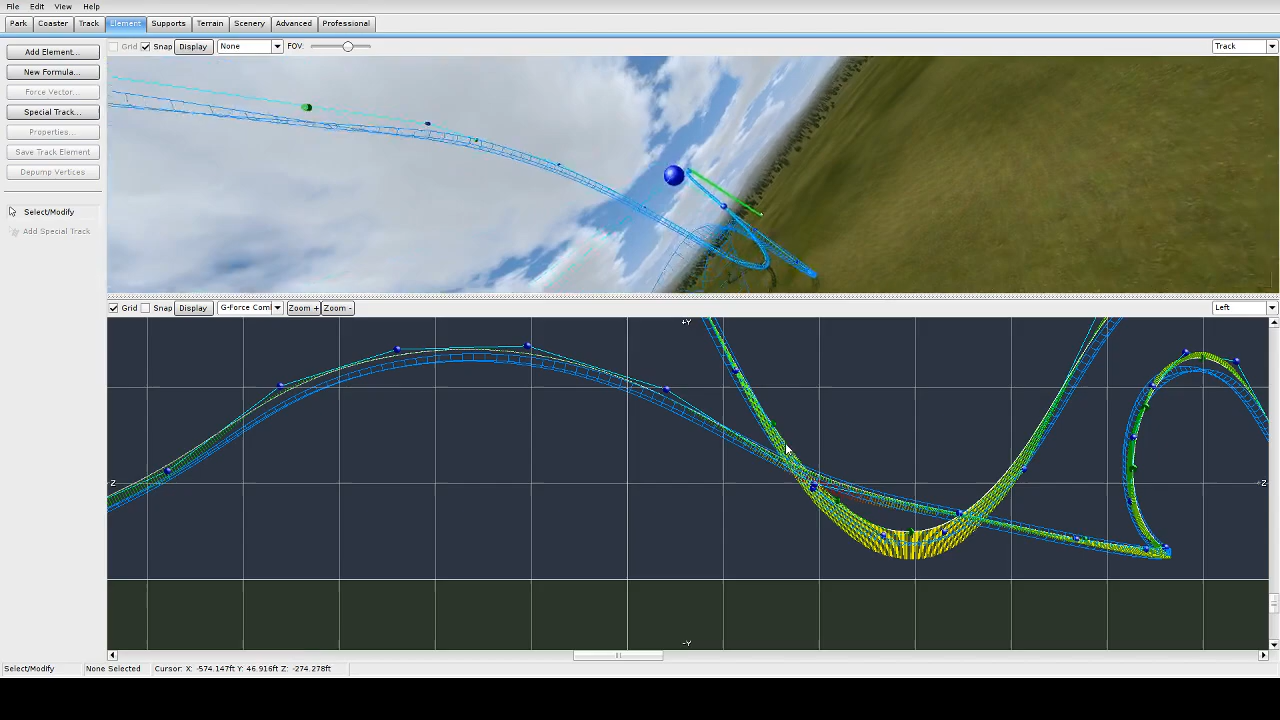 File Edit View Help
Park Coaster Track Element Supports Terrain Scenery Advanced Professional
Grid Snap Display None FOV: Track
Add Element...
New Formula...
Force Vector...
Special Track...
Properties...
Save Track Element
Depump Vertices
Select/Modify
Add Special Track
Grid Snap Display G-Force Com Zoom + Zoom - Left
+Y
-Z
-Z
-Y
Select/Modify None Selected Cursor: X: -574.147ft Y: 46.916ft Z: -274.278ft